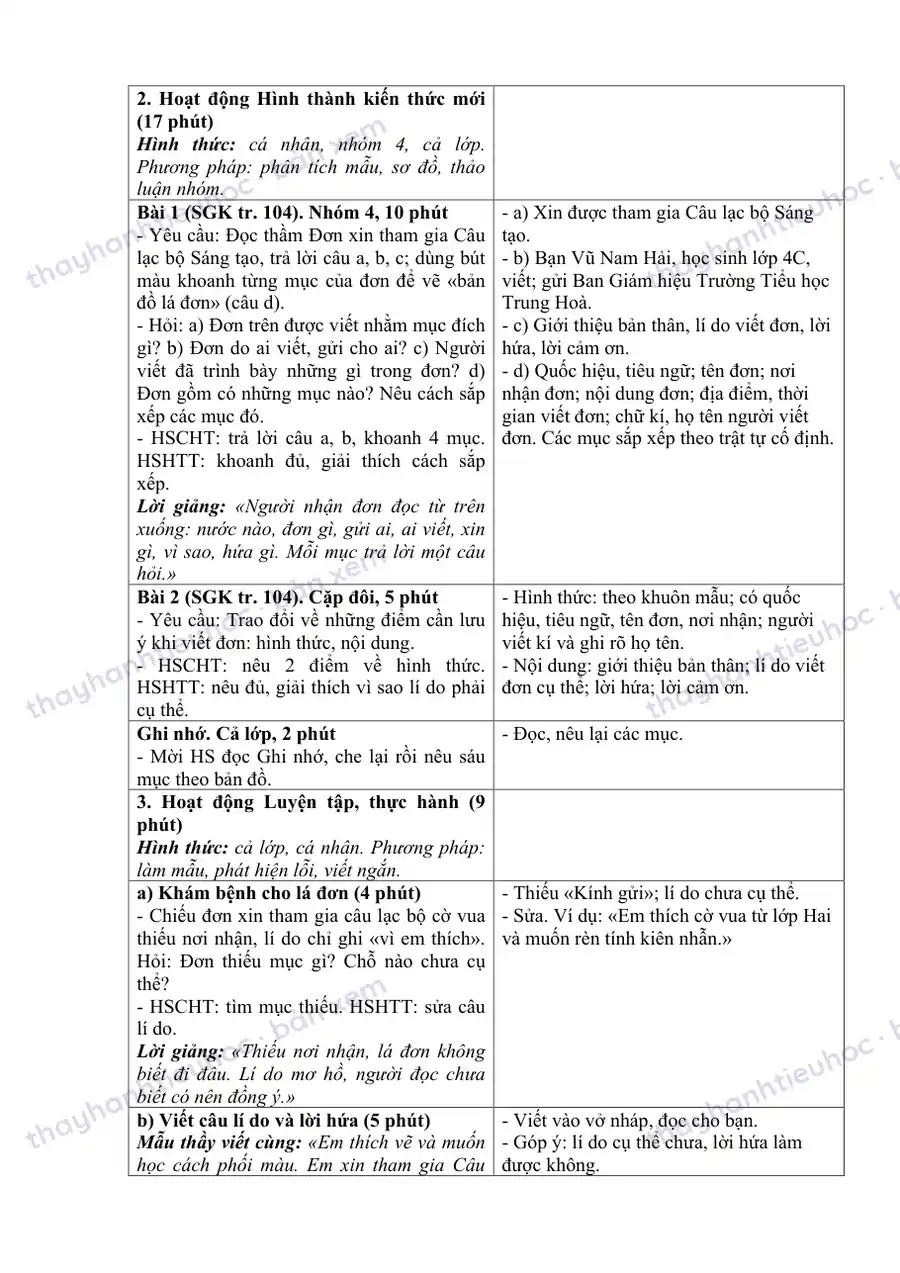 2. Hoạt động Hình thành kiến thức mới
(17 phút)
Hình thức: cá nhân, nhóm 4, cả lớp.
Phương pháp: phân tích mẫu, sơ đồ, thảo
luận nhóm.
Bài 1 (SGK tr. 104). Nhóm 4, 10 phút
- Yêu cầu: Đọc thầm Đơn xin tham gia Câu
lạc bộ Sáng tạo, trả lời câu a, b, c; dùng bút
màu khoanh từng mục của đơn để vẽ «bản
đồ lá đơn» (câu d).
- Hỏi: a) Đơn trên được viết nhằm mục đích
gì? b) Đơn do ai viết, gửi cho ai? c) Người
viết đã trình bày những gì trong đơn? d)
Đơn gồm có những mục nào? Nêu cách sắp
xếp các mục đó.
- HSCHT: trả lời câu a, b, khoanh 4 mục.
HSHTT: khoanh đủ, giải thích cách sắp
xếp.
Lời giảng: «Người nhận đơn đọc từ trên
xuống: nước nào, đơn gì, gửi ai, ai viết, xin
gì, vì sao, hứa gì. Mỗi mục trả lời một câu
hỏi.»
- a) Xin được tham gia Câu lạc bộ Sáng
tạo.
- b) Bạn Vũ Nam Hải, học sinh lớp 4C,
viết; gửi Ban Giám hiệu Trường Tiểu học
Trung Hoà.
- c) Giới thiệu bản thân, lí do viết đơn, lời
hứa, lời cảm ơn.
- d) Quốc hiệu, tiêu ngữ; tên đơn; nơi
nhận đơn; nội dung đơn; địa điểm, thời
gian viết đơn; chữ kí, họ tên người viết
đơn. Các mục sắp xếp theo trật tự cố định.
Bài 2 (SGK tr. 104). Cặp đôi, 5 phút
- Yêu cầu: Trao đổi về những điểm cần lưu
ý khi viết đơn: hình thức, nội dung.
- HSCHT: nêu 2 điểm về hình thức.
HSHTT: nêu đủ, giải thích vì sao lí do phải
cụ thể.
- Hình thức: theo khuôn mẫu; có quốc
hiệu, tiêu ngữ, tên đơn, nơi nhận; người
viết kí và ghi rõ họ tên.
- Nội dung: giới thiệu bản thân; lí do viết
đơn cụ thể; lời hứa; lời cảm ơn.
Ghi nhớ. Cả lớp, 2 phút
- Mời HS đọc Ghi nhớ, che lại rồi nêu sáu
mục theo bản đồ.
- Đọc, nêu lại các mục.
3. Hoạt động Luyện tập, thực hành (9
phút)
Hình thức: cả lớp, cá nhân. Phương pháp:
làm mẫu, phát hiện lỗi, viết ngắn.
a) Khám bệnh cho lá đơn (4 phút)
- Chiếu đơn xin tham gia câu lạc bộ cờ vua
thiếu nơi nhận, lí do chỉ ghi «vì em thích».
Hỏi: Đơn thiếu mục gì? Chỗ nào chưa cụ
thể?
- HSCHT: tìm mục thiếu. HSHTT: sửa câu
lí do.
Lời giảng: «Thiếu nơi nhận, lá đơn không
biết đi đâu. Lí do mơ hồ, người đọc chưa
biết có nên đồng ý.»
- Thiếu «Kính gửi»; lí do chưa cụ thể.
- Sửa. Ví dụ: «Em thích cờ vua từ lớp Hai
và muốn rèn tính kiên nhẫn.»
b) Viết câu lí do và lời hứa (5 phút)
Mẫu thầy viết cùng: «Em thích vẽ và muốn
học cách phối màu. Em xin tham gia Câu
- Viết vào vở nháp, đọc cho bạn.
- Góp ý: lí do cụ thể chưa, lời hứa làm
được không.
thayhanhtieuhoc · bản xem
thayhanhtieuhoc · b
thayhanhtieuhoc · bản xem
thayhanhtieuhoc · b
thayhanhtieuhoc · bản xem
thayhanhtieuhoc · b